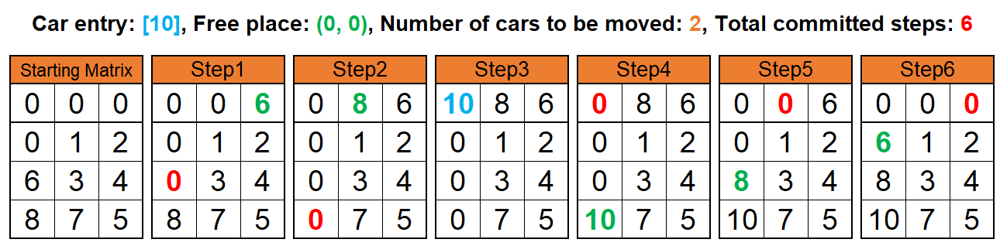 Car entry: [10], Free place: (0, 0), Number of cars to be moved: 2, Total committed steps: 6
Starting Matrix Step1 Step2 Step3 Step4 Step5 Step6
0 0 0 0 0 6 0 8 6 10 8 6 0 8 6 0 0 6 0 0 0
0 1 2 0 1 2 0 1 2 0 1 2 0 1 2 0 1 2 6 1 2
6 3 4 0 3 4 0 3 4 0 3 4 0 3 4 8 3 4 8 3 4
8 7 5 8 7 5 0 7 5 0 7 5 10 7 5 10 7 5 10 7 5